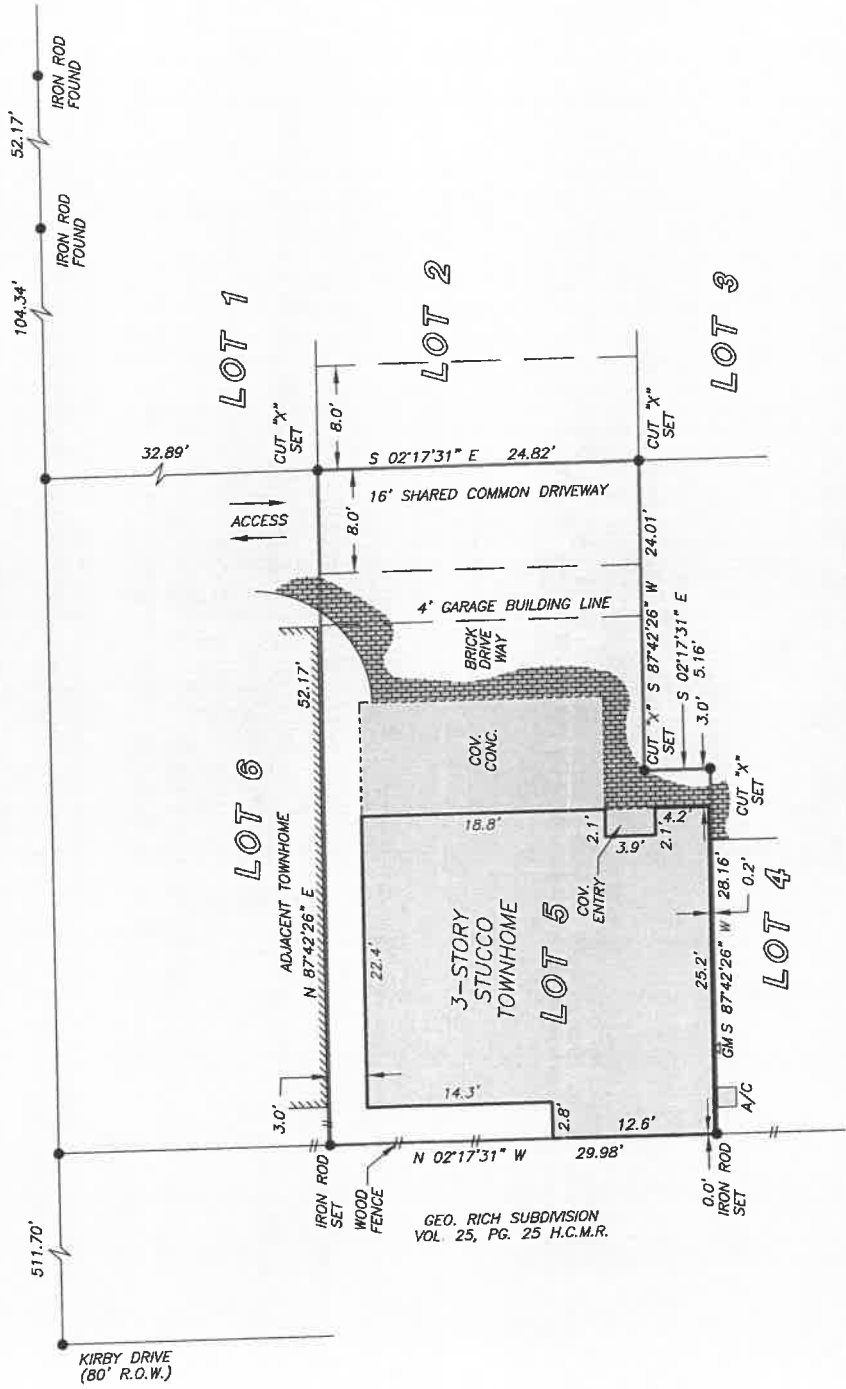 52.17'
IRON ROD
FOUND
104.34'
IRON ROD
FOUND
511.70'
KIRBY DRIVE
(80' R.O.W.)
32.89'
LOT 1
CUT "X"
SET
ACCESS
8.0'
8.0'
LOT 2
S 02°17'31" E 24.82'
16' SHARED COMMON DRIVEWAY
CUT "X"
SET
LOT 3
4' GARAGE BUILDING LINE
BRICK
DRIVE
WAY
LOT 6
ADJACENT TOWNHOME
N 87°42'26" E
52.17'
3.0'
COV.
CONC.
CUT "X"
SET
S 87°42'26" W 24.01'
S 02°17'31" E
3.0' 5.16'
CUT "X"
SET
18.8'
2.1'
3.9'
2.1'
4.2'
COV.
ENTRY
22.4'
3-STORY
STUCCO
TOWNHOME
LOT 5
14.3'
2.8'
12.6'
25.2'
GM S 87°42'26" W 28.16'
0.2'
LOT 4
A/C
IRON ROD
SET
WOOD
FENCE
N 02°17'31" W 29.98'
0.0'
IRON ROD
SET
GEO. RICH SUBDIVISION
VOL. 25, PG. 25 H.C.M.R.